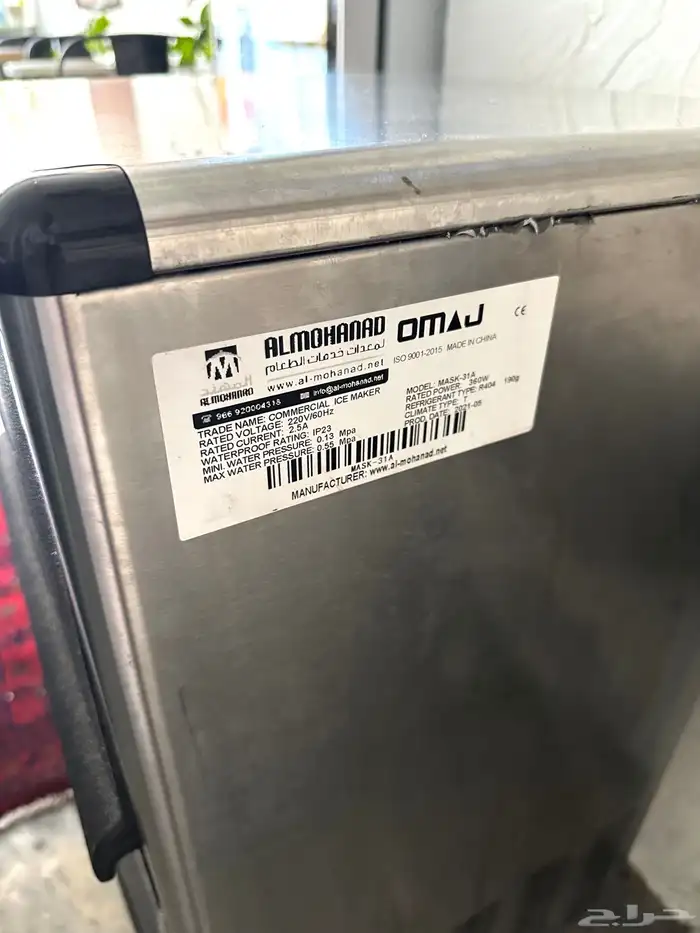 ALMOHANAD
لمعدات خدمات الطعام
www.al-mohanad.net
المهند
ALMOHANAD
966 920004318
info@al-mohanad.net
OMAJ
CE
ISO 9001-2015 MADE IN CHINA
TRADE NAME: COMMERCIAL ICE MAKER
RATED VOLTAGE: 220V/60Hz
RATED CURRENT: 2.5A
WATERPROOF RATING: IP23
MINI. WATER PRESSURE: 0.13 Mpa
MAX WATER PRESSURE: 0.55 Mpa
MODEL: MASK-31A
RATED POWER: 360W
REFRIGERANT TYPE: R404 190g
CLIMATE TYPE: T
PROD. DATE: 2021-05
MASK-31A
MANUFACTURER: www.al-mohanad.net
حراج